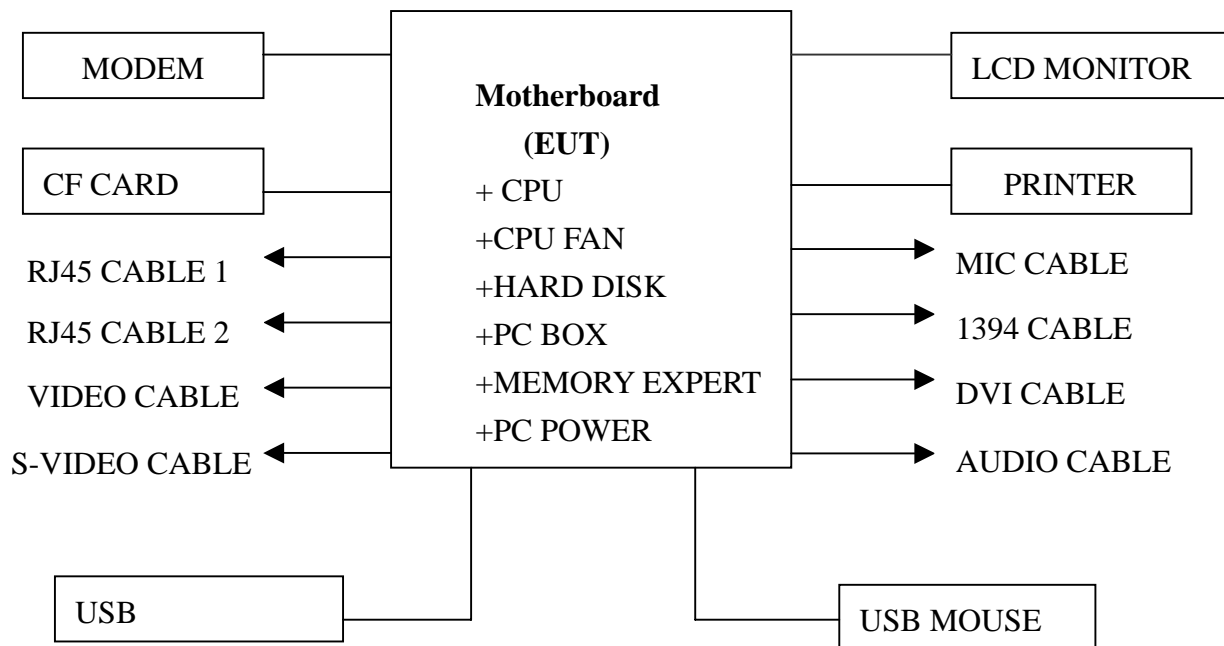 MODEM
CF CARD
RJ45 CABLE 1
RJ45 CABLE 2
VIDEO CABLE
S-VIDEO CABLE
Motherboard
(EUT)
+ CPU
+CPU FAN
+HARD DISK
+PC BOX
+MEMORY EXPERT
+PC POWER
LCD MONITOR
PRINTER
MIC CABLE
1394 CABLE
DVI CABLE
AUDIO CABLE
USB
USB MOUSE